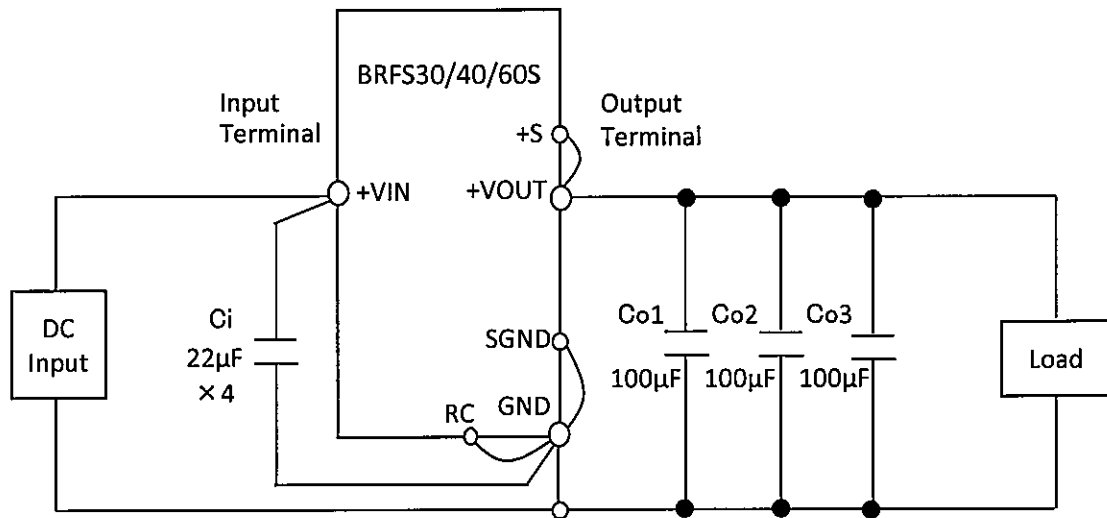 BRFS30/40/60S
Input
Terminal
Output
Terminal
+S
+VIN
+VOUT
DC
Input
Ci
22µF
×4
SGND
Co1
Co2
Co3
100µF
100µF
100µF
Load
RC
GND